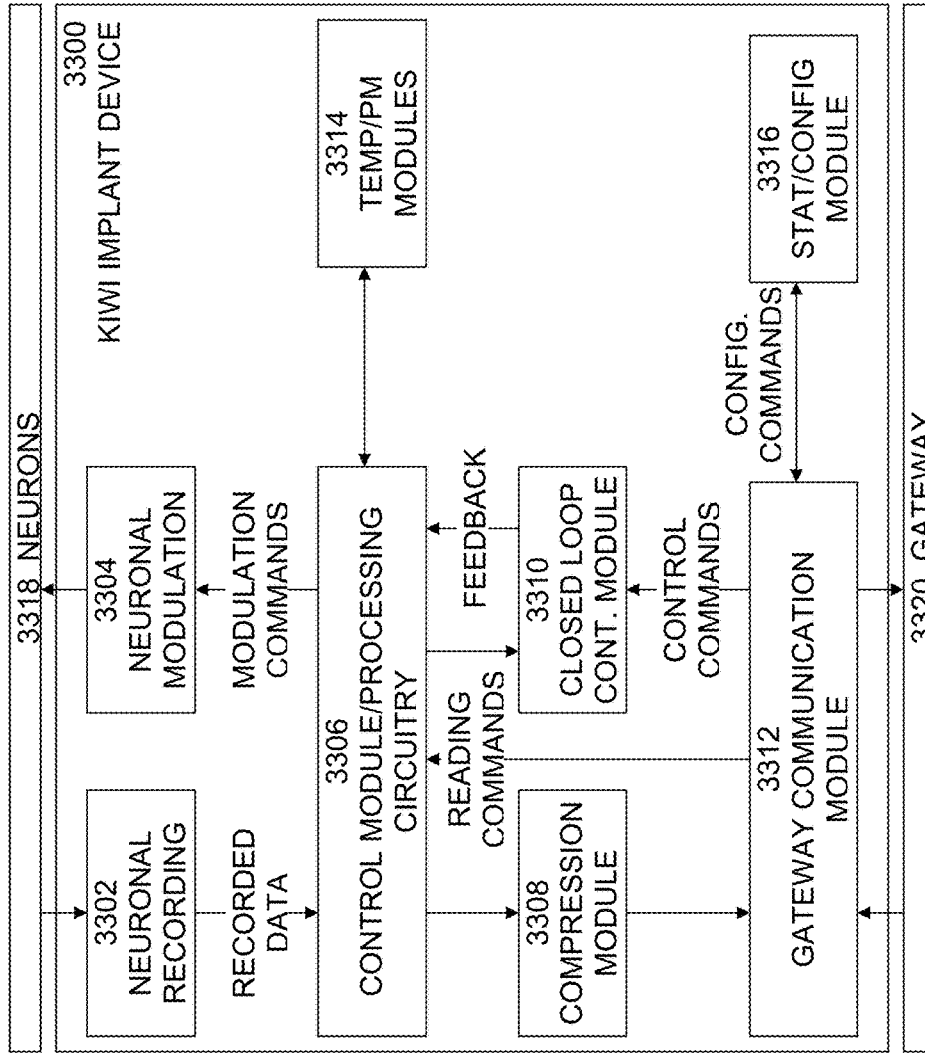 3318 NEURONS
3300
KIWI IMPLANT DEVICE
3302
NEURONAL
RECORDING
3304
NEURONAL
MODULATION
RECORDED
DATA
MODULATION
COMMANDS
3306
CONTROL MODULE/PROCESSING
CIRCUITRY
3314
TEMP/PM
MODULES
READING
COMMANDS
FEEDBACK
3308
COMPRESSION
MODULE
3310
CLOSED LOOP
CONT. MODULE
CONTROL
COMMANDS
CONFIG.
COMMANDS
3312
GATEWAY COMMUNICATION
MODULE
3316
STAT/CONFIG
MODULE
3320 GATEWAY